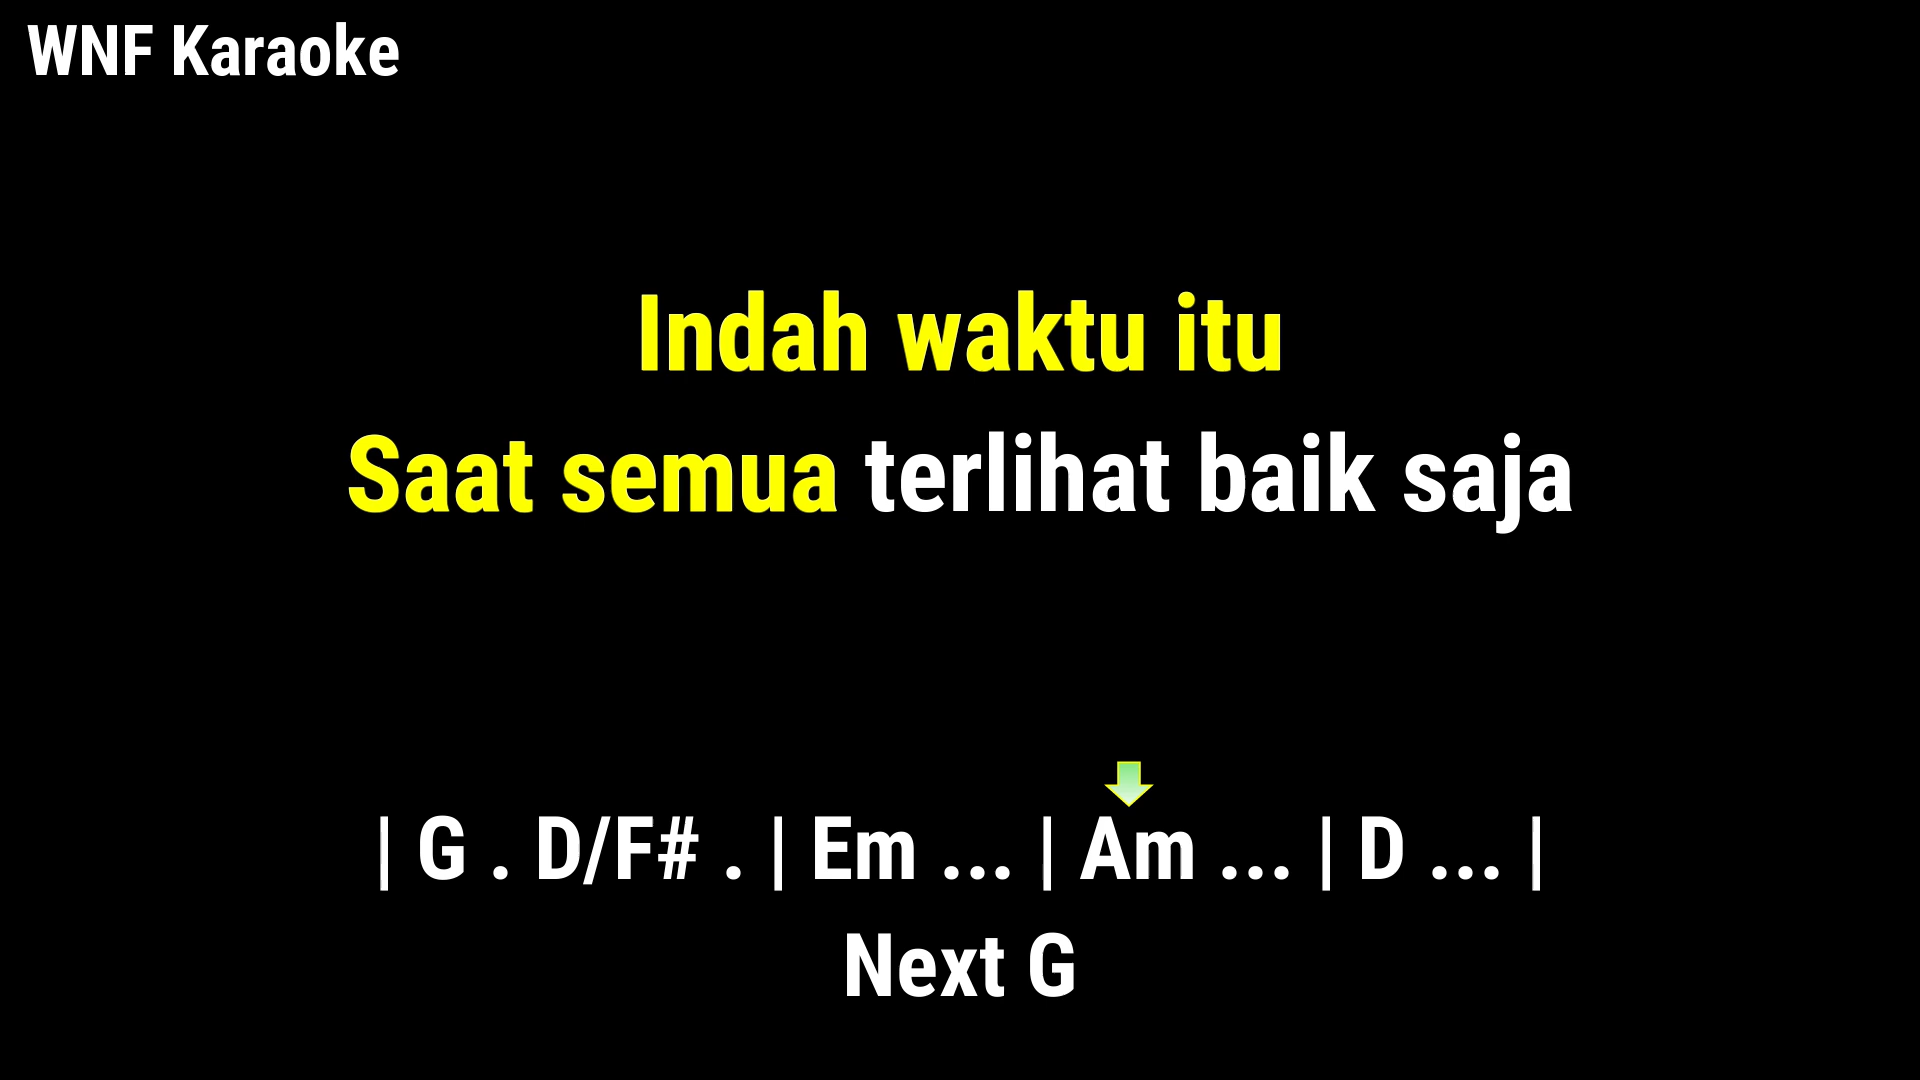 WNF Karaoke
Indah waktu itu
Saat semua terlihat baik saja
| G . D/F# . | Em ... | Am ... | D ... |
Next G